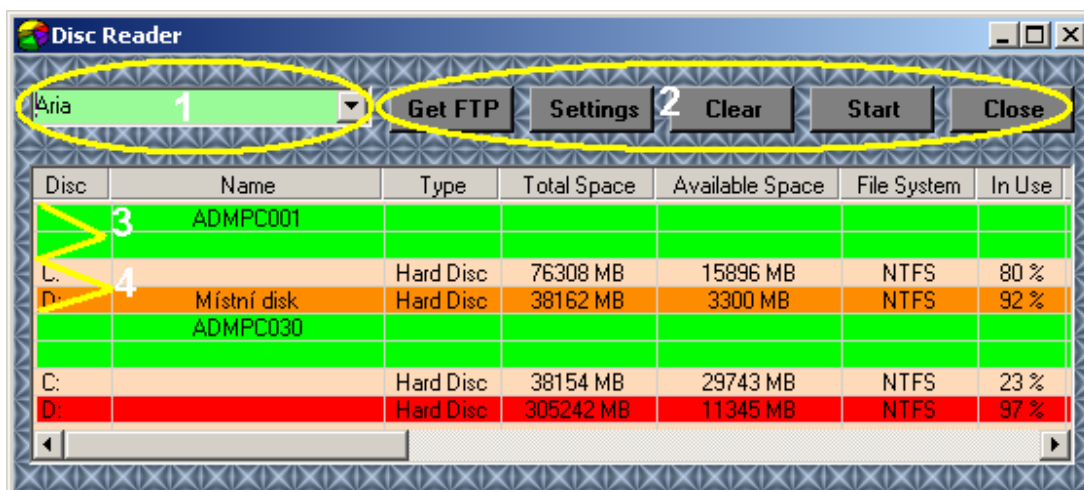 Disc Reader
Aria 1 Get FTP Settings 2 Clear Start Close
Disc Name Type Total Space Available Space File System In Use
3 ADMPC001
C: 4 Hard Disc 76308 MB 15896 MB NTFS 80 %
D: Místní disk Hard Disc 38162 MB 3300 MB NTFS 92 %
ADMPC030
C: Hard Disc 38154 MB 29743 MB NTFS 23 %
D: Hard Disc 305242 MB 11345 MB NTFS 97 %